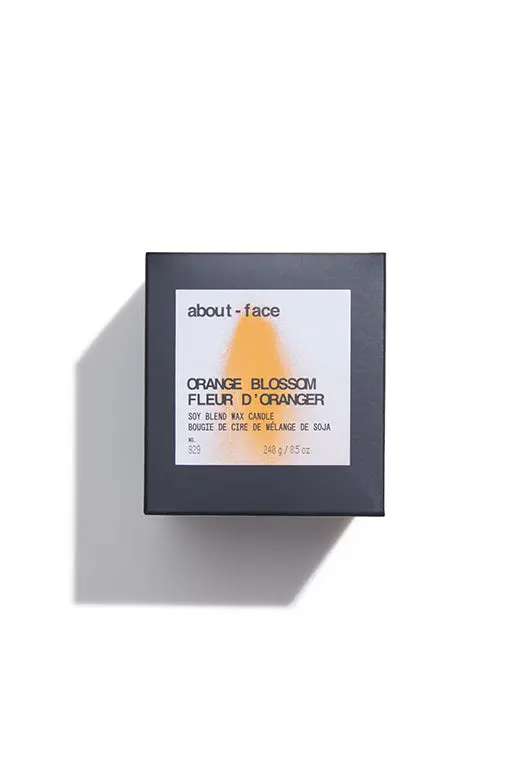 about-face
ORANGE BLOSSOM
FLEUR D'ORANGER
SOY BLEND WAX CANDLE
BOUGIE DE CIRE DE MÉLANGE DE SOJA
NO.
929 240 g / 8.5 oz